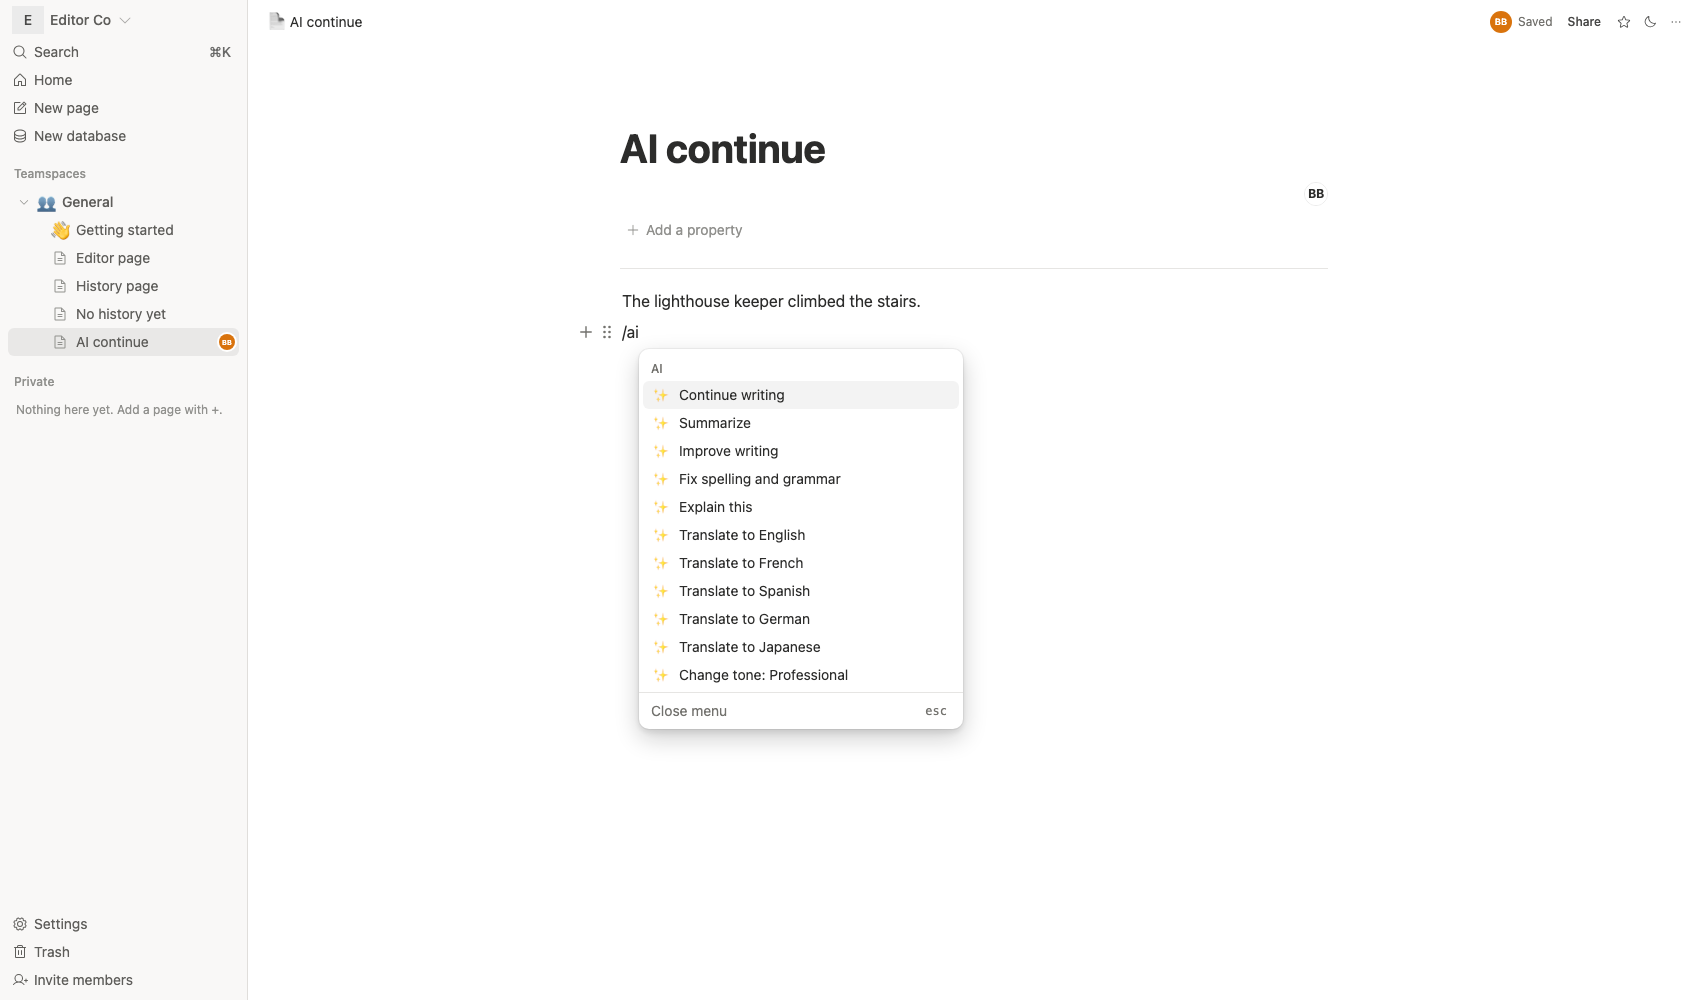 E Editor Co
Search ⌘K
Home
New page
New database
Teamspaces
General
Getting started
Editor page
History page
No history yet
AI continue BB
Private
Nothing here yet. Add a page with +.
Settings
Trash
Invite members
AI continue
BB Saved Share
AI continue
BB
Add a property
The lighthouse keeper climbed the stairs.
/ai
AI
Continue writing
Summarize
Improve writing
Fix spelling and grammar
Explain this
Translate to English
Translate to French
Translate to Spanish
Translate to German
Translate to Japanese
Change tone: Professional
Close menu esc